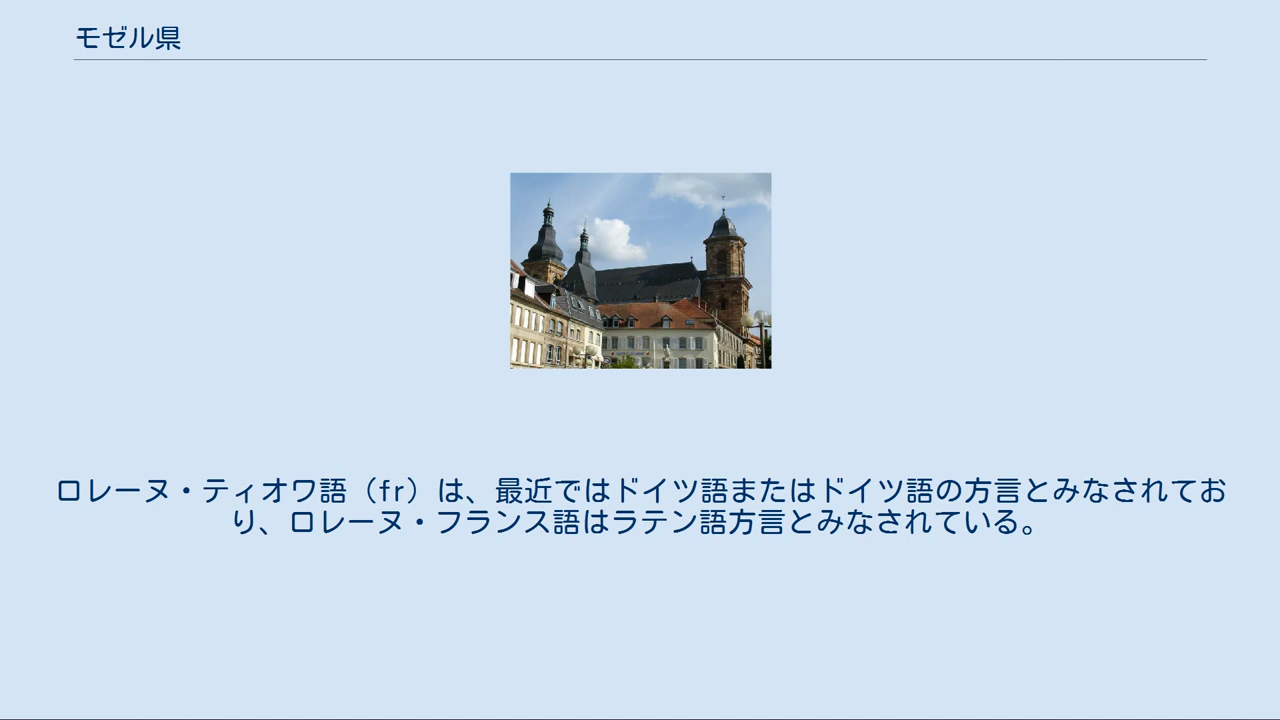 モゼル県
ロレーヌ・ティオワ語（fr）は、最近ではドイツ語またはドイツ語の方言とみなされてお
り、ロレーヌ・フランス語はラテン語方言とみなされている。